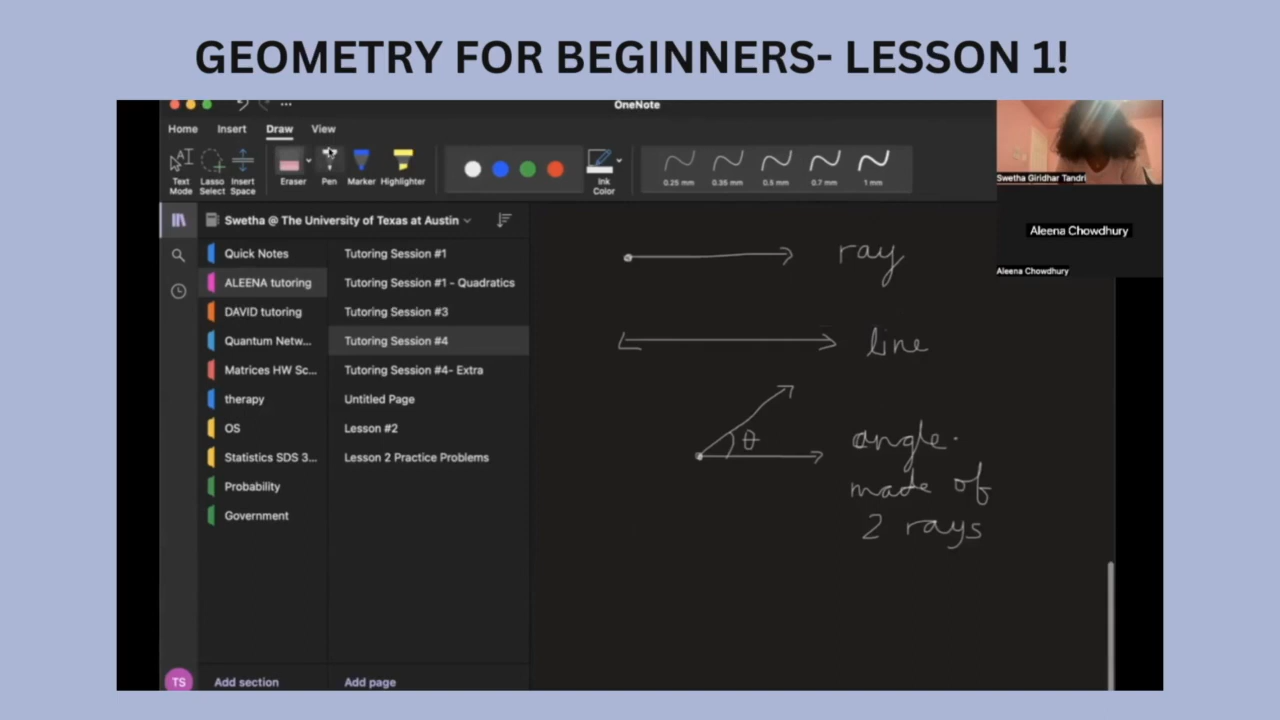 GEOMETRY FOR BEGINNERS- LESSON 1!
OneNote
Home Insert Draw View
Text Mode
Lasso Select
Insert Space
Eraser
Pen
Marker
Highlighter
Ink Color
0.25 mm 0.35 mm 0.5 mm 0.7 mm 1 mm
Swetha Giridhar Tandri
Aleena Chowdhury
Aleena Chowdhury
Swetha @ The University of Texas at Austin
Quick Notes
ALEENA tutoring
DAVID tutoring
Quantum Netw...
Matrices HW Sc...
therapy
OS
Statistics SDS 3...
Probability
Government
Add section
Tutoring Session #1
Tutoring Session #1 - Quadratics
Tutoring Session #3
Tutoring Session #4
Tutoring Session #4- Extra
Untitled Page
Lesson #2
Lesson 2 Practice Problems
Add page
TS
ray
line
θ
angle.
made of
2 rays